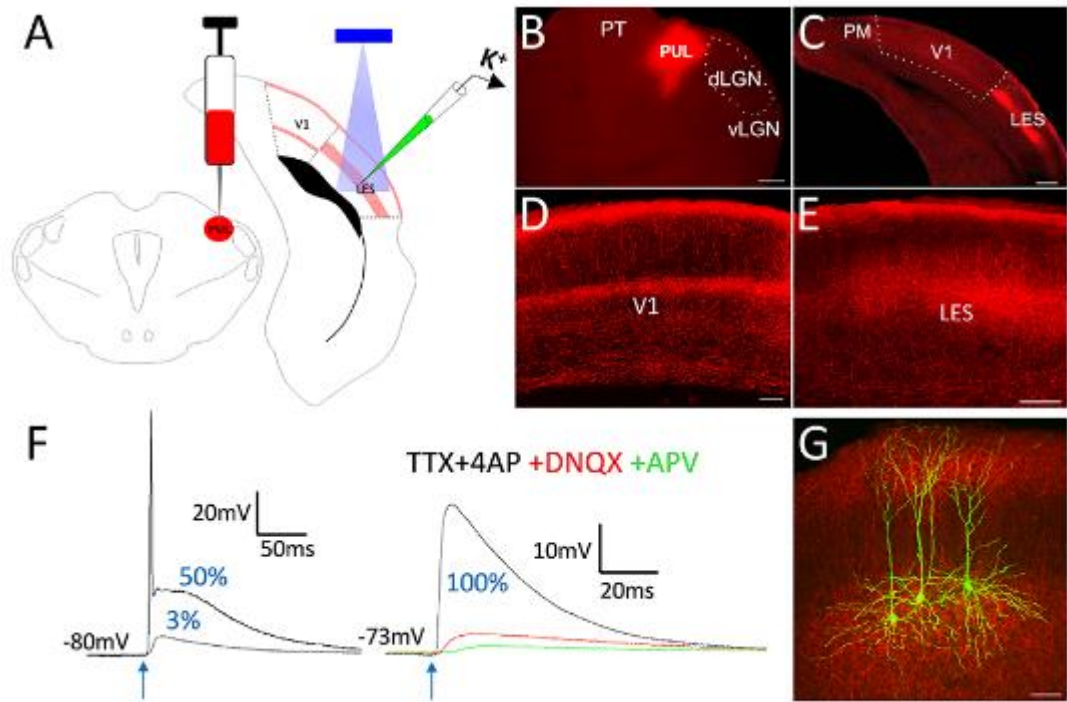 A
K+
V1
LES
PUL
B
PT
PUL
dLGN
vLGN
C
PM
V1
LES
D
V1
E
LES
F
TTX+4AP +DNQX +APV
20mV
50ms
50%
3%
-80mV
10mV
20ms
100%
-73mV
G